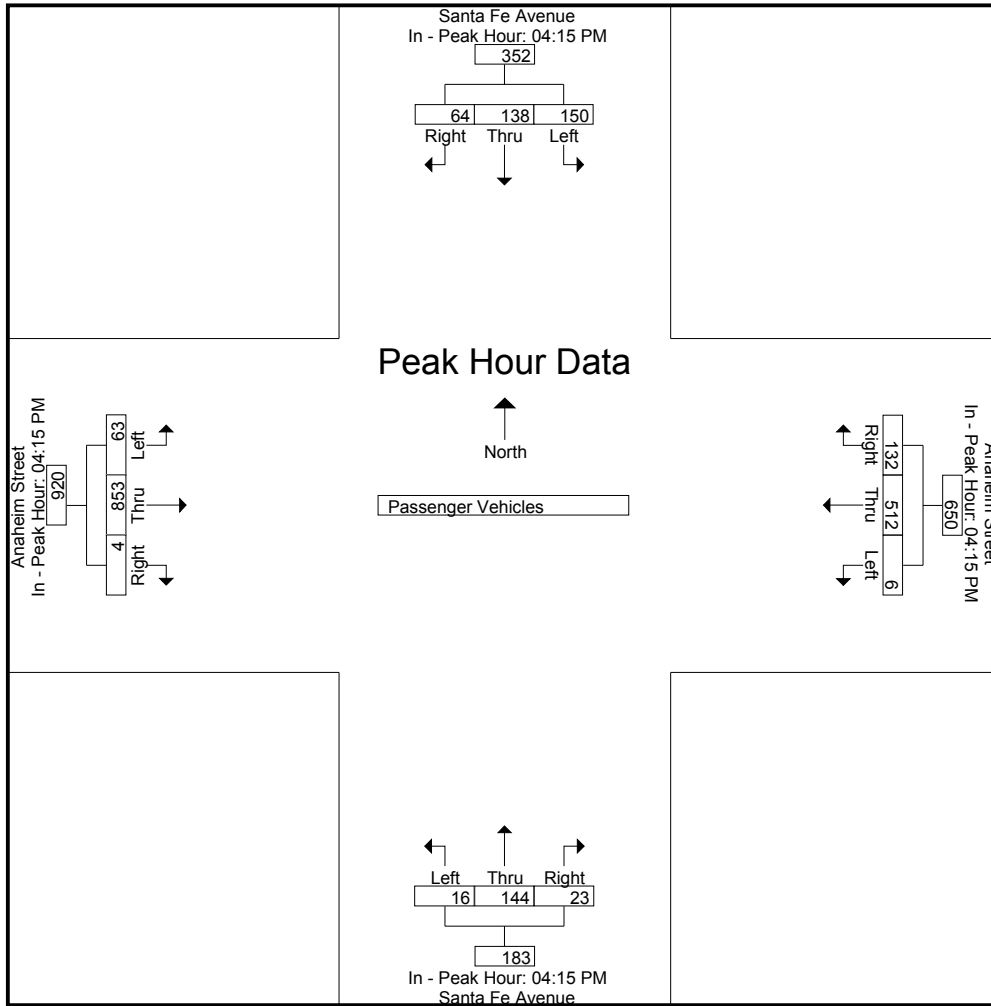 Santa Fe Avenue
In - Peak Hour: 04:15 PM
352
64 138 150
Right Thru Left
Peak Hour Data
North
Passenger Vehicles
Anaheim Street
In - Peak Hour: 04:15 PM
920
63 853 4
Left Thru Right
Anaheim Street
In - Peak Hour: 04:15 PM
650
132 512 6
Right Thru Left
Left Thru Right
16 144 23
183
In - Peak Hour: 04:15 PM
Santa Fe Avenue